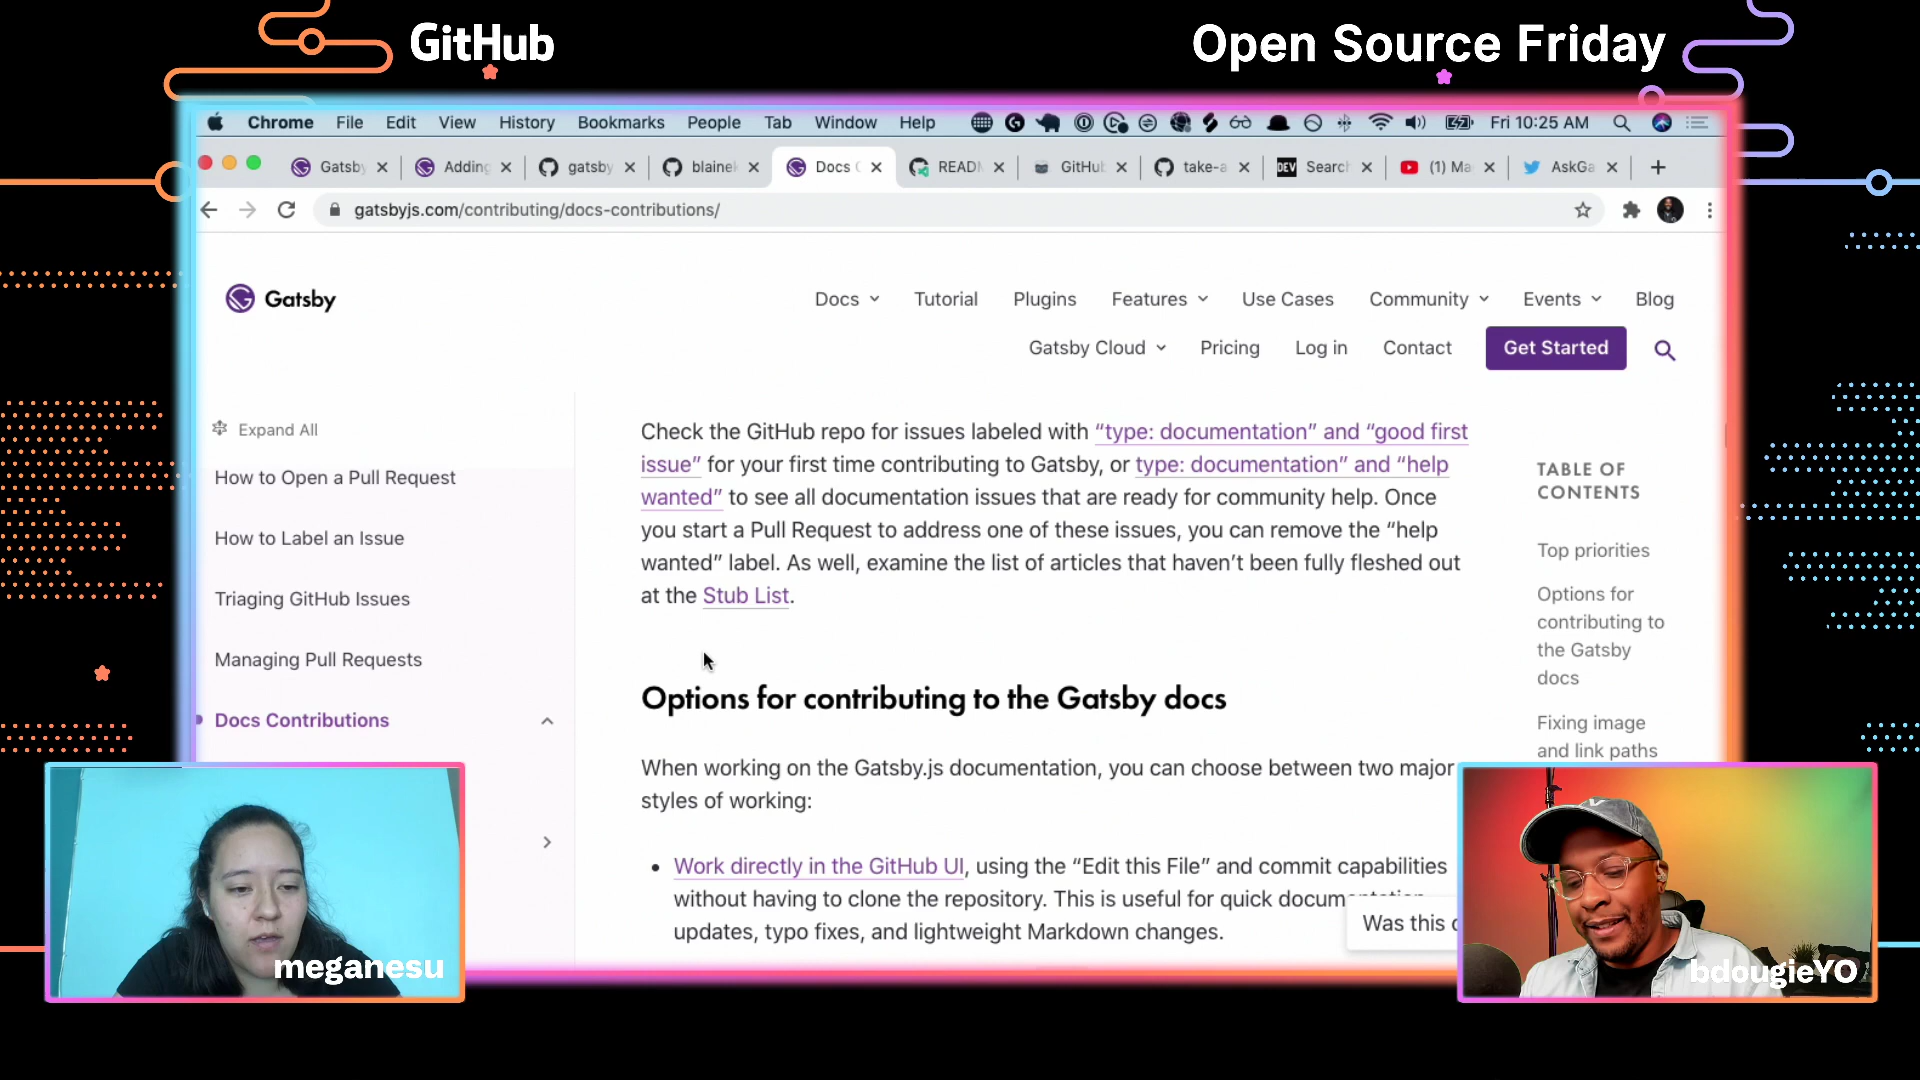 GitHub
Open Source Friday
Chrome File Edit View History Bookmarks People Tab Window Help Fri 10:25 AM
Gatsby Adding gatsby blainek Docs READM GitHub take-a DEV Search (1) Ma AskGa
gatsbyjs.com/contributing/docs-contributions/
Gatsby
Docs Tutorial Plugins Features Use Cases Community Events Blog
Gatsby Cloud Pricing Log in Contact Get Started
Expand All
How to Open a Pull Request
How to Label an Issue
Triaging GitHub Issues
Managing Pull Requests
Docs Contributions
Check the GitHub repo for issues labeled with “type: documentation” and “good first
issue” for your first time contributing to Gatsby, or type: documentation” and “help
wanted” to see all documentation issues that are ready for community help. Once
you start a Pull Request to address one of these issues, you can remove the “help
wanted” label. As well, examine the list of articles that haven’t been fully fleshed out
at the Stub List.
Options for contributing to the Gatsby docs
When working on the Gatsby.js documentation, you can choose between two major
styles of working:
• Work directly in the GitHub UI, using the “Edit this File” and commit capabilities
without having to clone the repository. This is useful for quick documentation
updates, typo fixes, and lightweight Markdown changes.
TABLE OF
CONTENTS
Top priorities
Options for
contributing to
the Gatsby
docs
Fixing image
and link paths
Was this
meganesu
bdougieYO